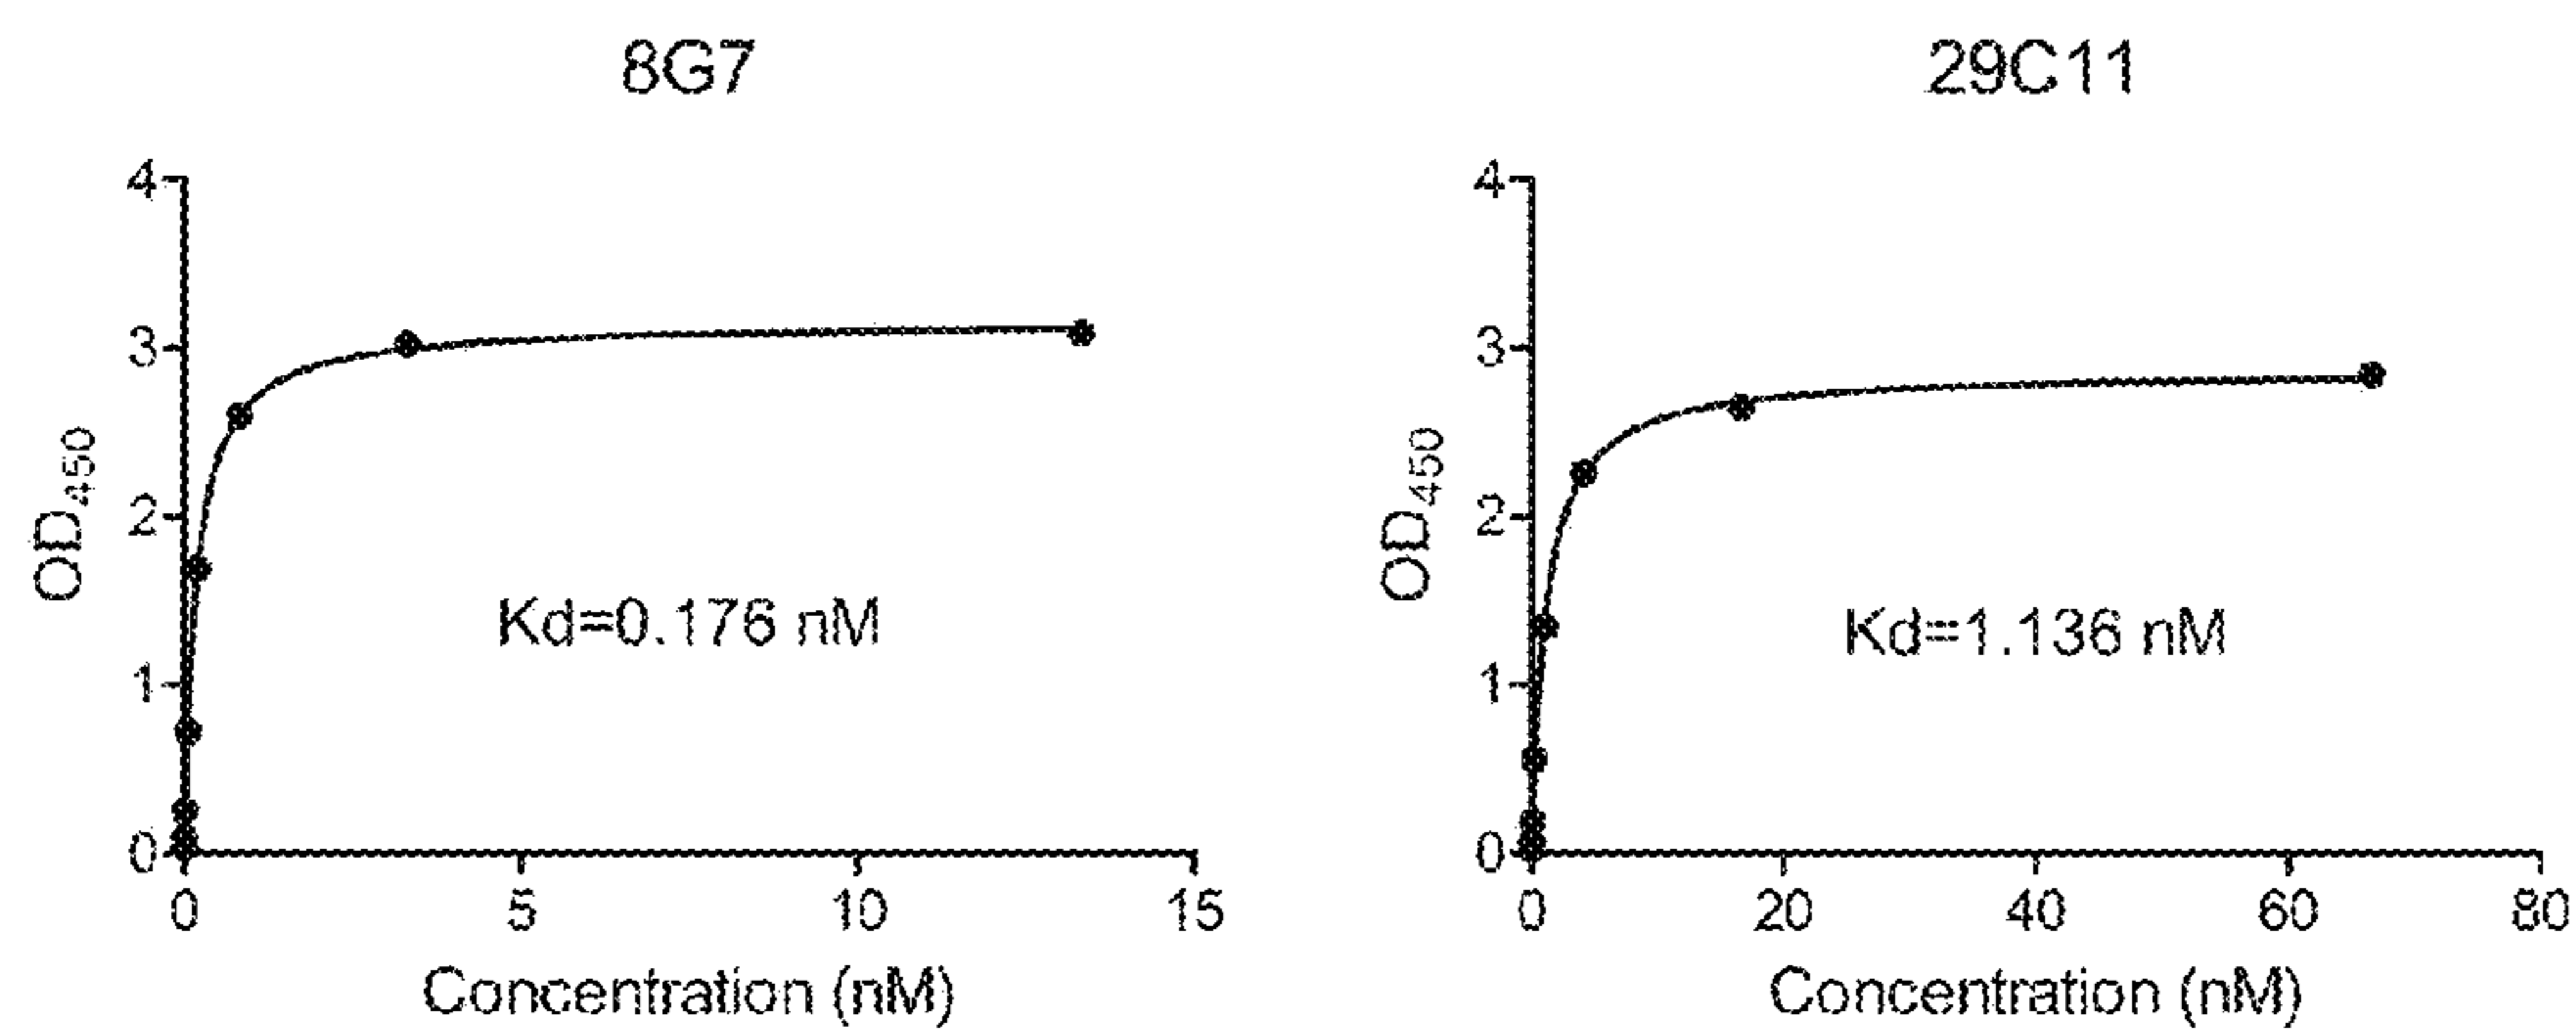 8G7
4
3
2
1
0
OD450
Kd=0.176 nM
0 5 10 15
Concentration (nM)
29C11
4
3
2
1
0
OD450
Kd=1.136 nM
0 20 40 60 80
Concentration (nM)